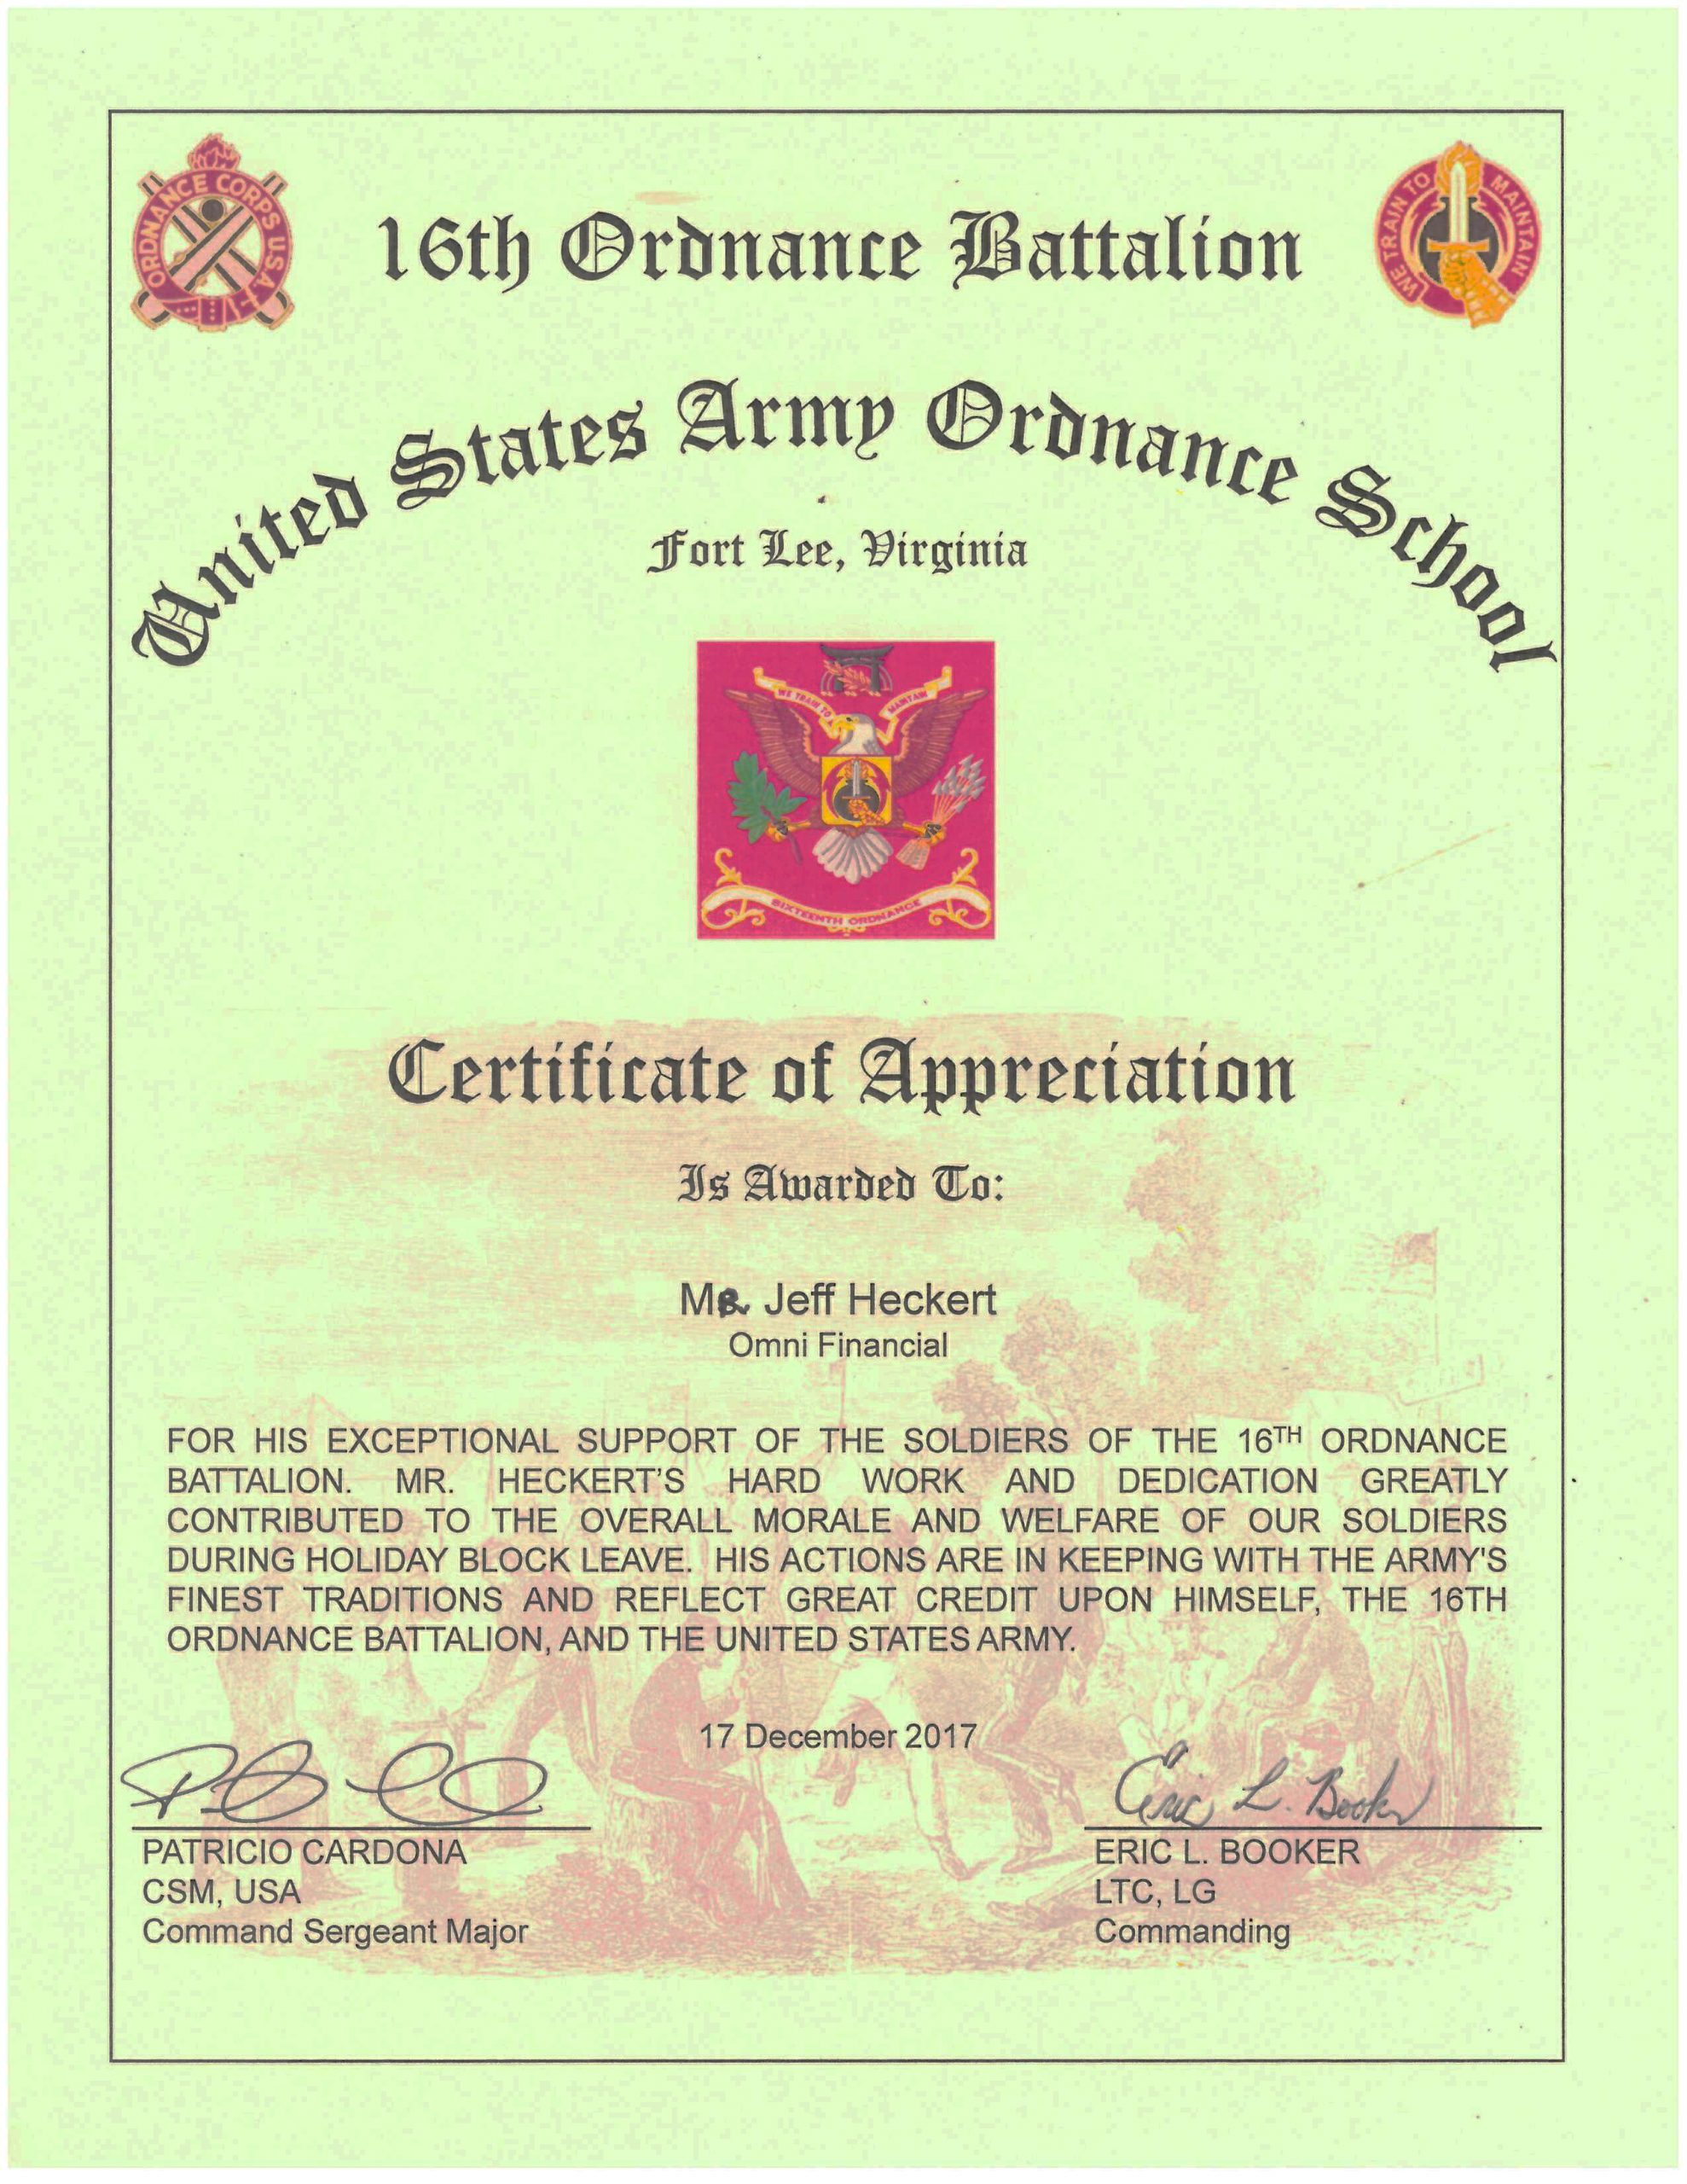 ORDNANCE CORPS U.S.A.
16th Ordnance Battalion
WE TRAIN TO MAINTAIN
United States Army Ordnance School
Fort Lee, Virginia
WE TRAIN TO MAINTAIN
SIXTEENTH ORDNANCE
Certificate of Appreciation
Is Awarded To:
MR. Jeff Heckert
Omni Financial
FOR HIS EXCEPTIONAL SUPPORT OF THE SOLDIERS OF THE 16TH ORDNANCE
BATTALION. MR. HECKERT'S HARD WORK AND DEDICATION GREATLY
CONTRIBUTED TO THE OVERALL MORALE AND WELFARE OF OUR SOLDIERS
DURING HOLIDAY BLOCK LEAVE. HIS ACTIONS ARE IN KEEPING WITH THE ARMY'S
FINEST TRADITIONS AND REFLECT GREAT CREDIT UPON HIMSELF, THE 16TH
ORDNANCE BATTALION, AND THE UNITED STATES ARMY.
17 December 2017
Eric L. Booker
PATRICIO CARDONA
CSM, USA
Command Sergeant Major
ERIC L. BOOKER
LTC, LG
Commanding